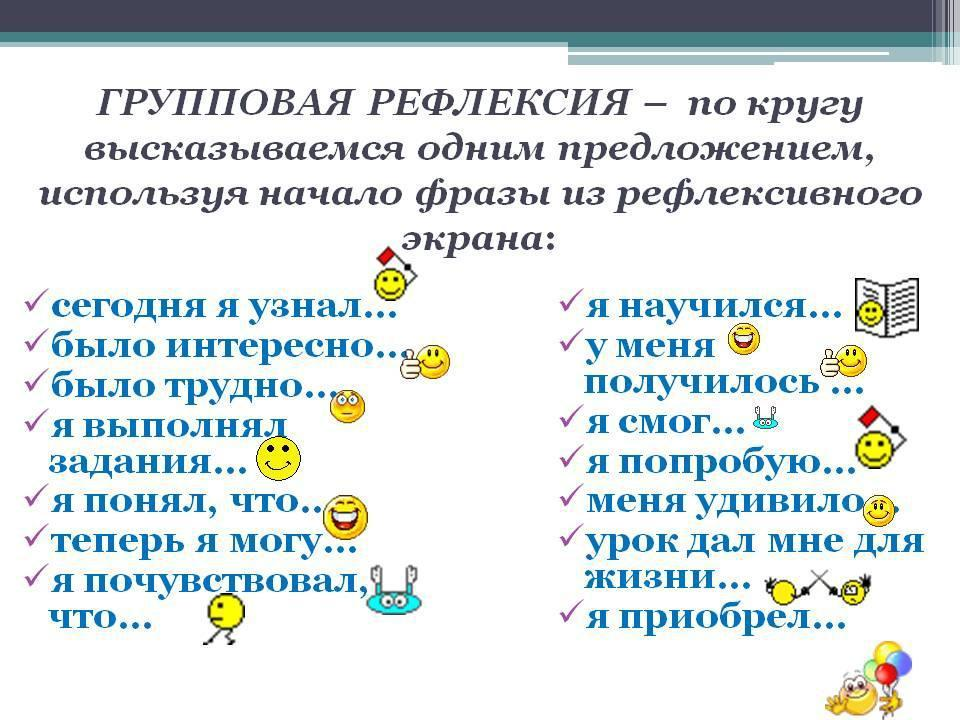 ГРУППОВАЯ РЕФЛЕКСИЯ – по кругу
высказываемся одним предложением,
используя начало фразы из рефлексивного
экрана:
сегодня я узнал...
было интересно...
было трудно...
я выполнял
задания...
я понял, что...
теперь я могу...
я почувствовал,
что...
я научился...
у меня
получилось ...
я смог...
я попробую...
меня удивило...
урок дал мне для
жизни...
я приобрел...